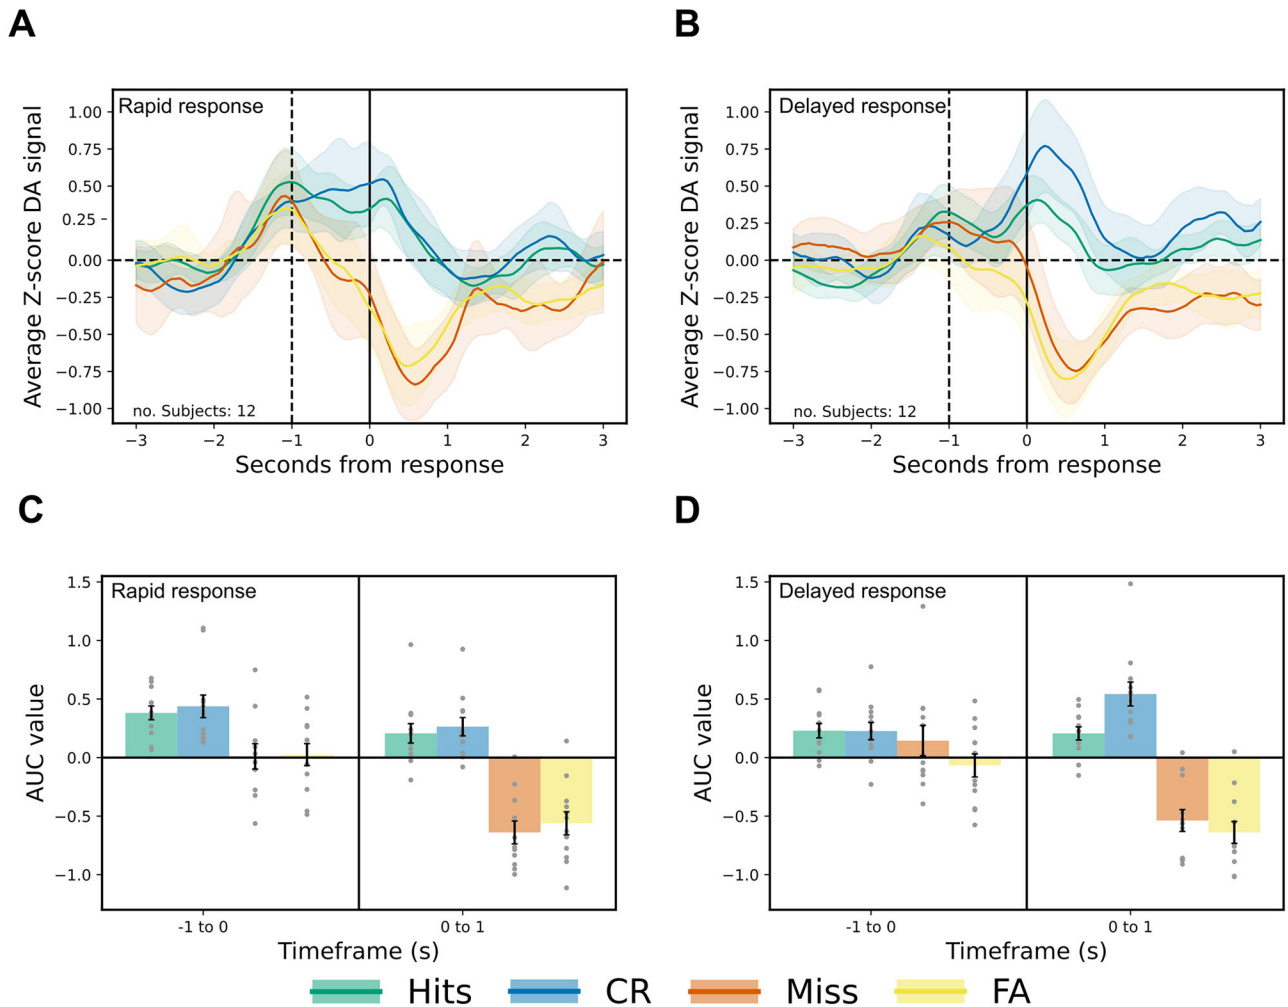 A
B
Rapid response
Delayed response
Average Z-score DA signal
1.00
0.75
0.50
0.25
0.00
−0.25
−0.50
−0.75
−1.00
no. Subjects: 12
−3 −2 −1 0 1 2 3
Seconds from response
Average Z-score DA signal
1.00
0.75
0.50
0.25
0.00
−0.25
−0.50
−0.75
−1.00
no. Subjects: 12
−3 −2 −1 0 1 2 3
Seconds from response
C
D
Rapid response
AUC value
1.5
1.0
0.5
0.0
−0.5
−1.0
-1 to 0 0 to 1
Timeframe (s)
Delayed response
AUC value
1.5
1.0
0.5
0.0
−0.5
−1.0
-1 to 0 0 to 1
Timeframe (s)
Hits CR Miss FA